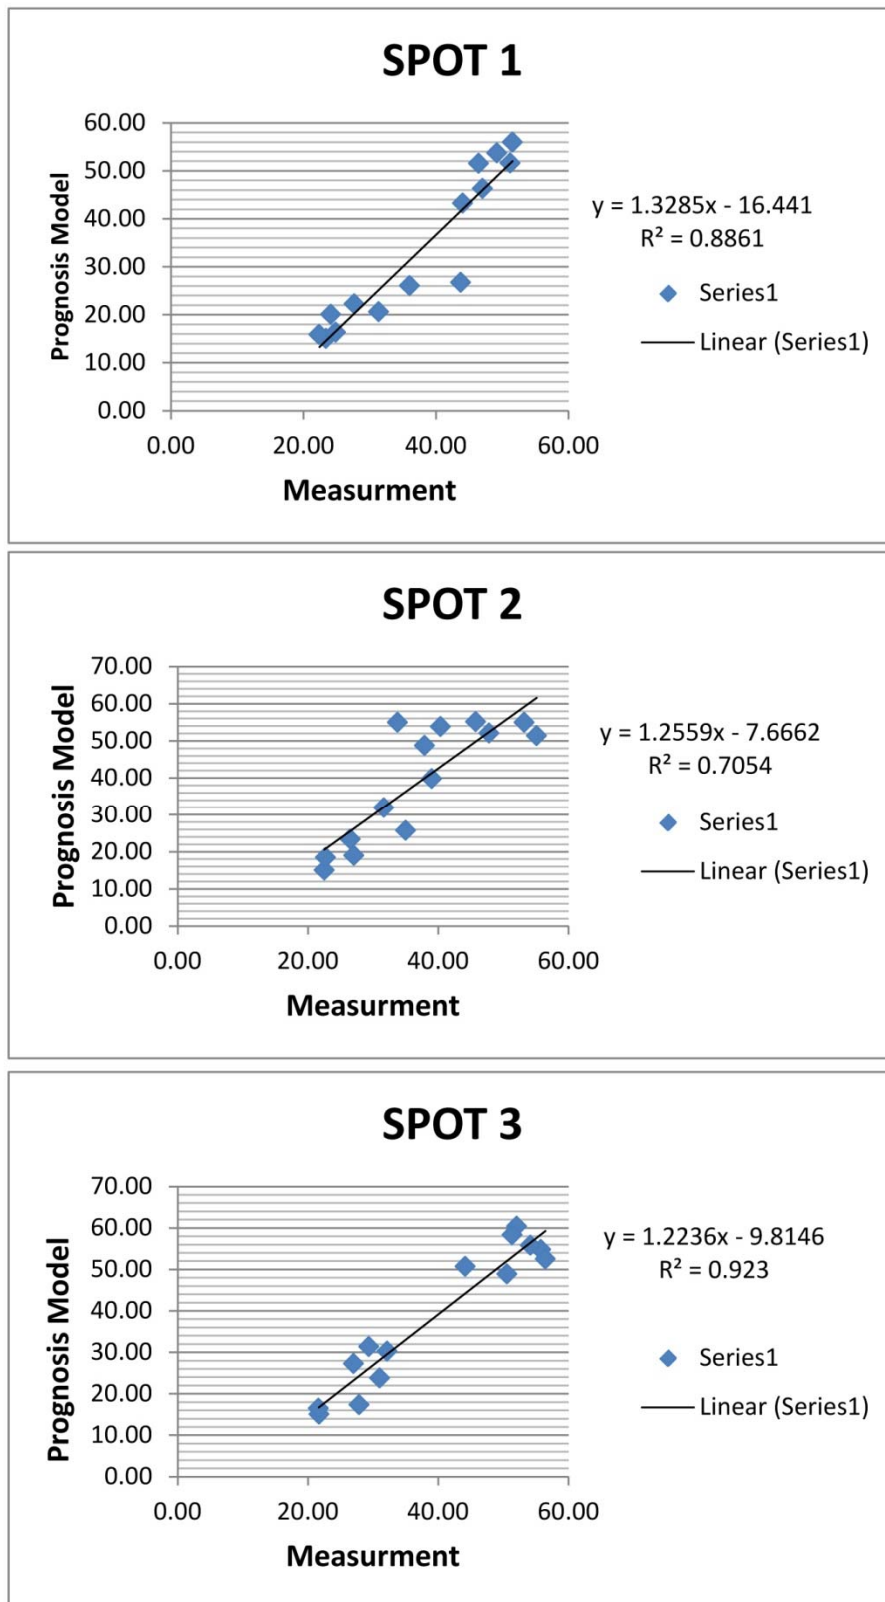 SPOT 1
60.00
50.00
40.00
30.00
20.00
10.00
0.00
Prognosis Model
0.00 20.00 40.00 60.00
Measurment
y = 1.3285x - 16.441
R² = 0.8861
Series1
Linear (Series1)
SPOT 2
70.00
60.00
50.00
40.00
30.00
20.00
10.00
0.00
Prognosis Model
0.00 20.00 40.00 60.00
Measurment
y = 1.2559x - 7.6662
R² = 0.7054
Series1
Linear (Series1)
SPOT 3
70.00
60.00
50.00
40.00
30.00
20.00
10.00
0.00
Prognosis Model
0.00 20.00 40.00 60.00
Measurment
y = 1.2236x - 9.8146
R² = 0.923
Series1
Linear (Series1)